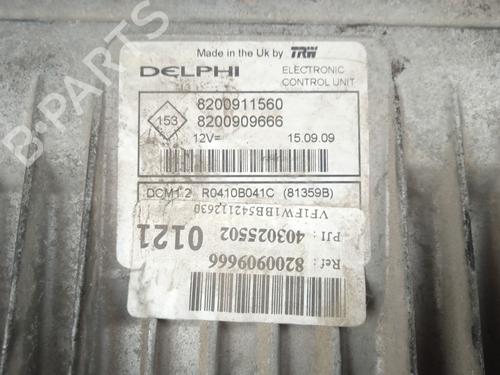 Made in the Uk by TRW
DELPHI
ELECTRONIC
CONTROL UNIT
153
8200911560
8200909666
12V=
15.09.09
DCM1.2 R0410B041C (81359B)
VF1FW1BB542112630
0121
PJI : 403025502
Ref : 8200909666
B-PARTS